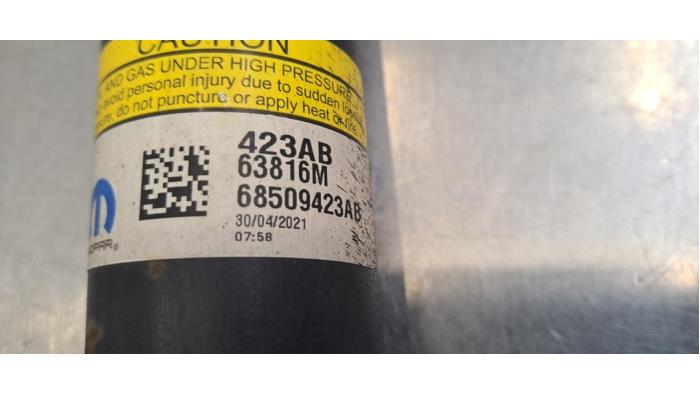 CAUTION
AND GAS UNDER HIGH PRESSURE.
avoid personal injury due to sudden
do not puncture or apply heat or
423AB
63816M
68509423AB
30/04/2021
07:58
OPAR®